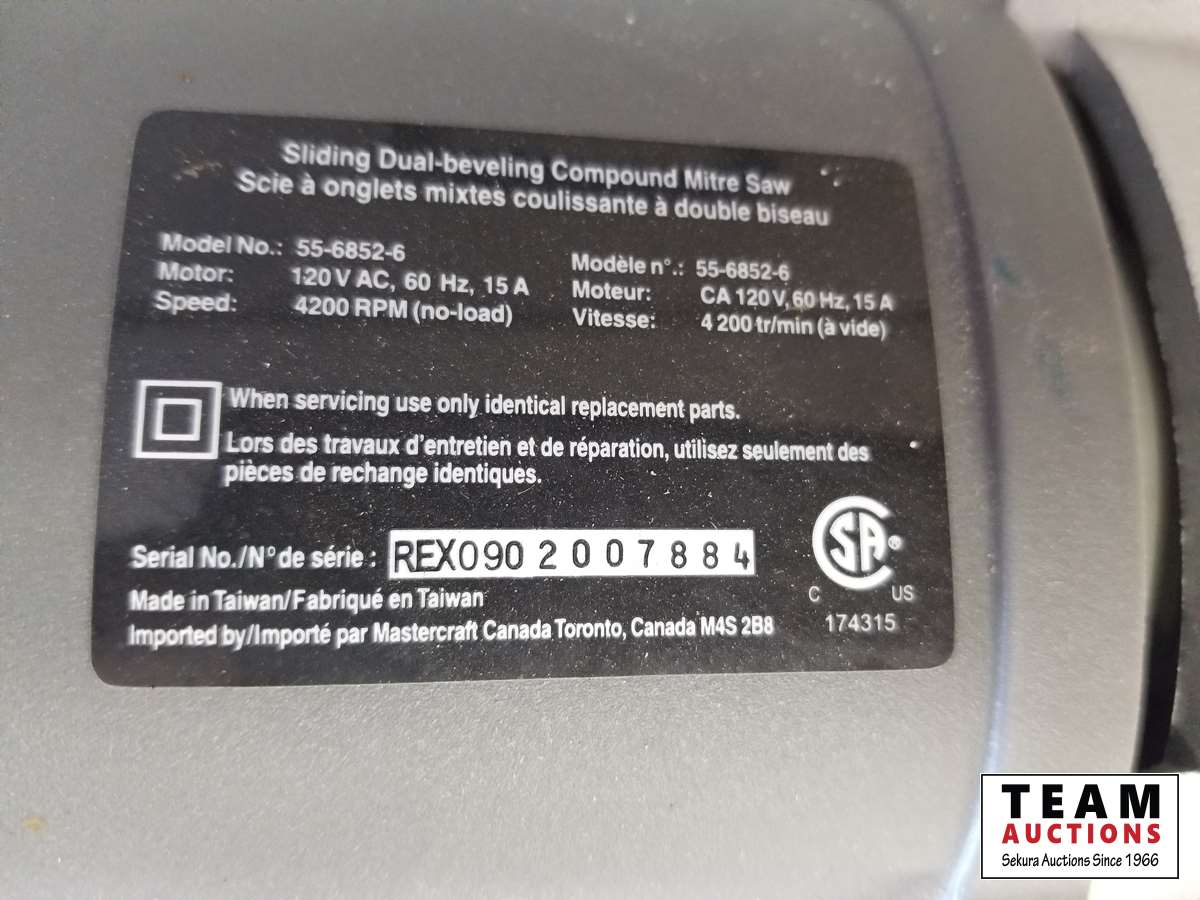 Sliding Dual-beveling Compound Mitre Saw
Scie à onglets mixtes coulissante à double biseau
Model No.: 55-6852-6
Motor: 120 V AC, 60 Hz, 15 A
Speed: 4200 RPM (no-load)
Modèle n°.: 55-6852-6
Moteur: CA 120 V, 60 Hz, 15 A
Vitesse: 4 200 tr/min (à vide)
When servicing use only identical replacement parts.
Lors des travaux d'entretien et de réparation, utilisez seulement des
pièces de rechange identiques.
Serial No./N° de série : REX090 2007884
Made in Taiwan/Fabriqué en Taiwan
Imported by/Importé par Mastercraft Canada Toronto, Canada M4S 2B8
CSA ®
C US
174315
TEAM
AUCTIONS
Sekura Auctions Since 1966